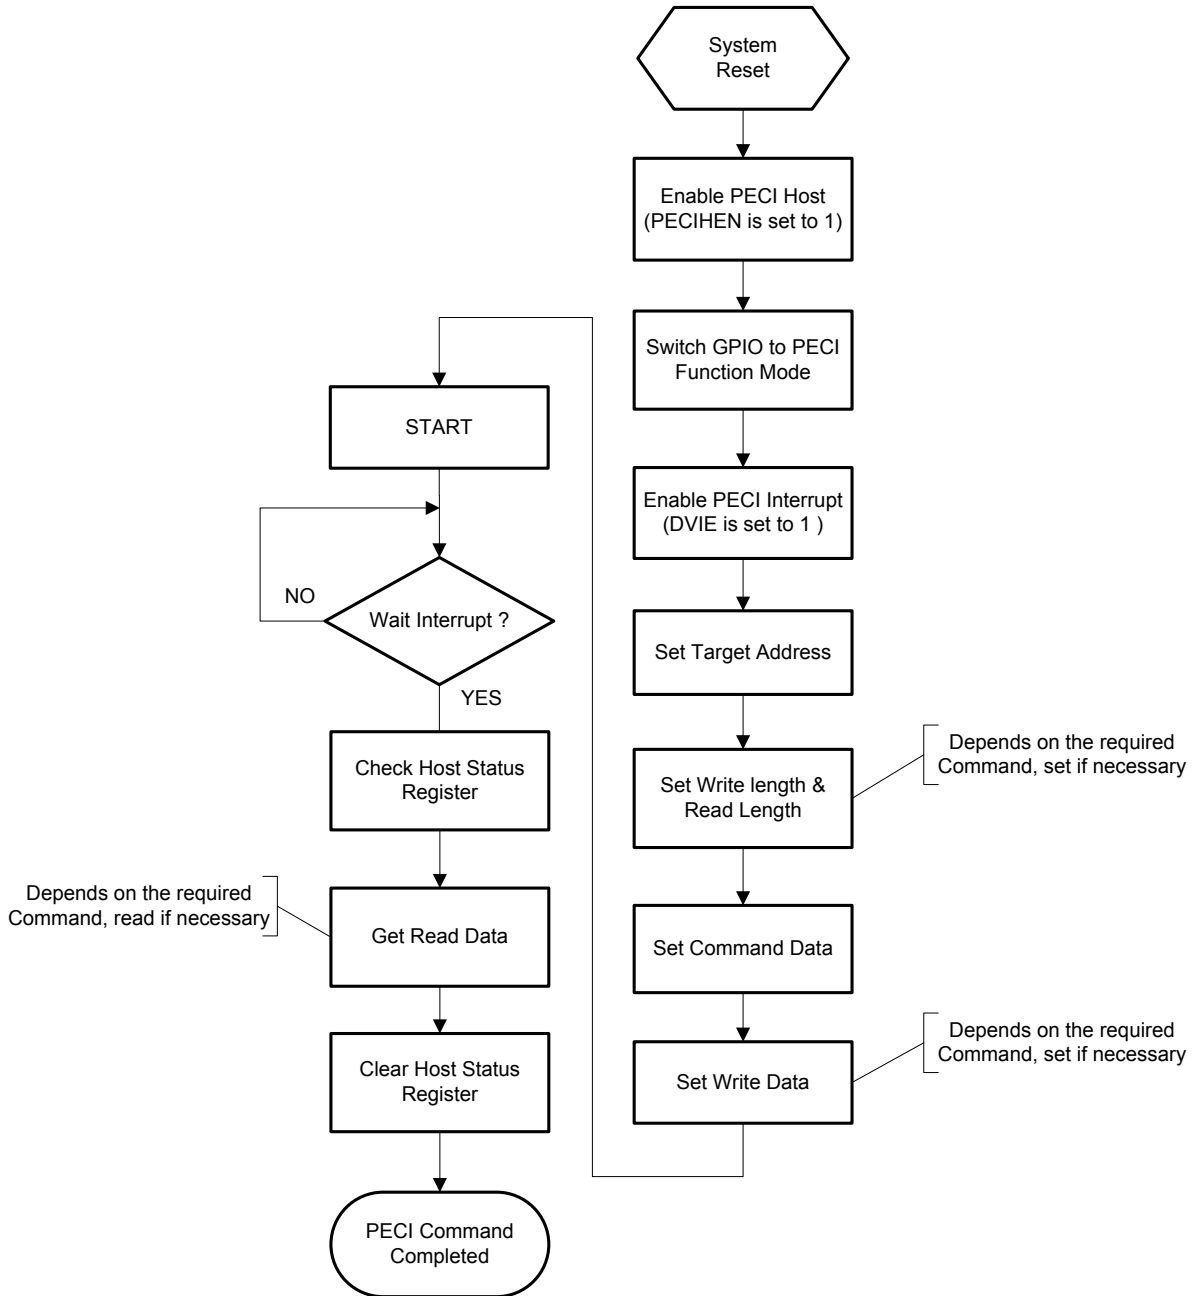 System
Reset
Enable PECI Host
(PECIHEN is set to 1)
Switch GPIO to PECI
Function Mode
Enable PECI Interrupt
(DVIE is set to 1 )
Set Target Address
Set Write length &
Read Length
Depends on the required
Command, set if necessary
Set Command Data
Set Write Data
Depends on the required
Command, set if necessary
START
Wait Interrupt ?
NO
YES
Check Host Status
Register
Get Read Data
Depends on the required
Command, read if necessary
Clear Host Status
Register
PECI Command
Completed